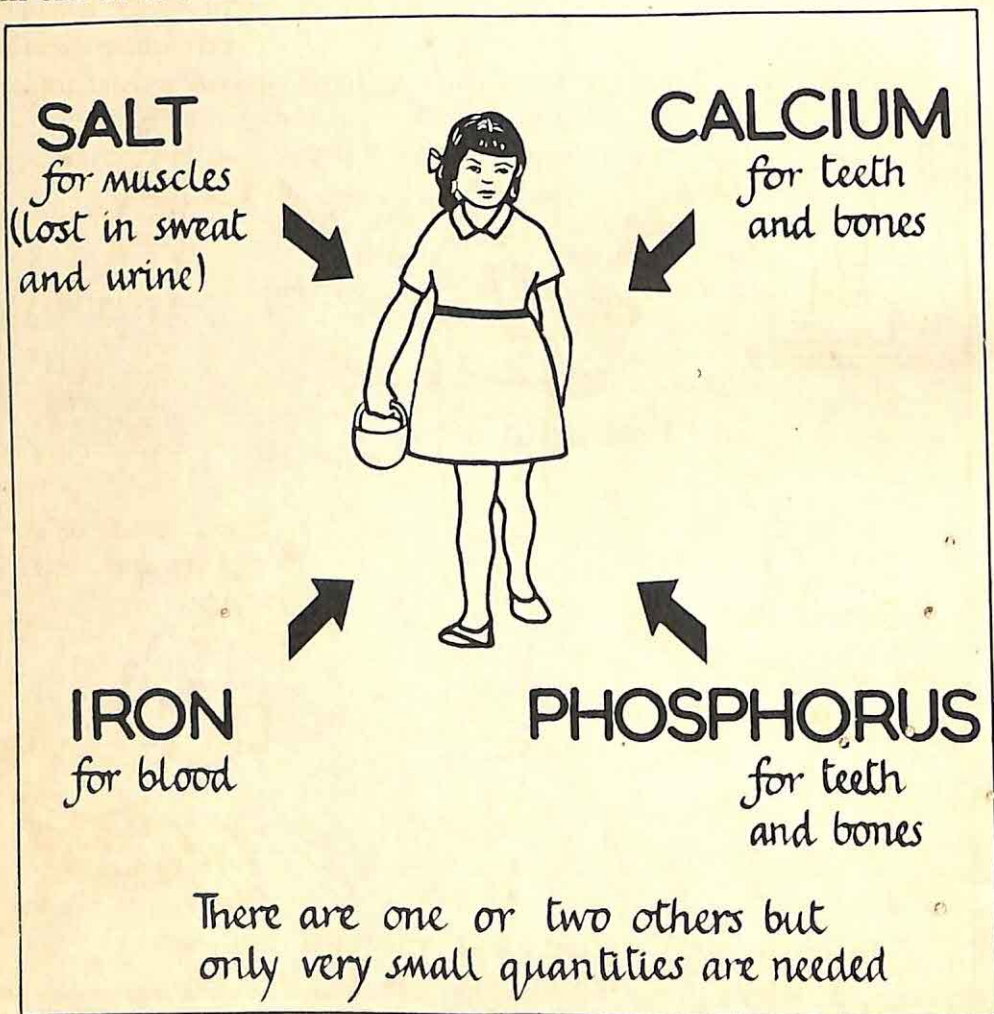 SALT
for muscles
(lost in sweat
and urine)
CALCIUM
for teeth
and bones
IRON
for blood
PHOSPHORUS
for teeth
and bones
There are one or two others but
only very small quantities are needed